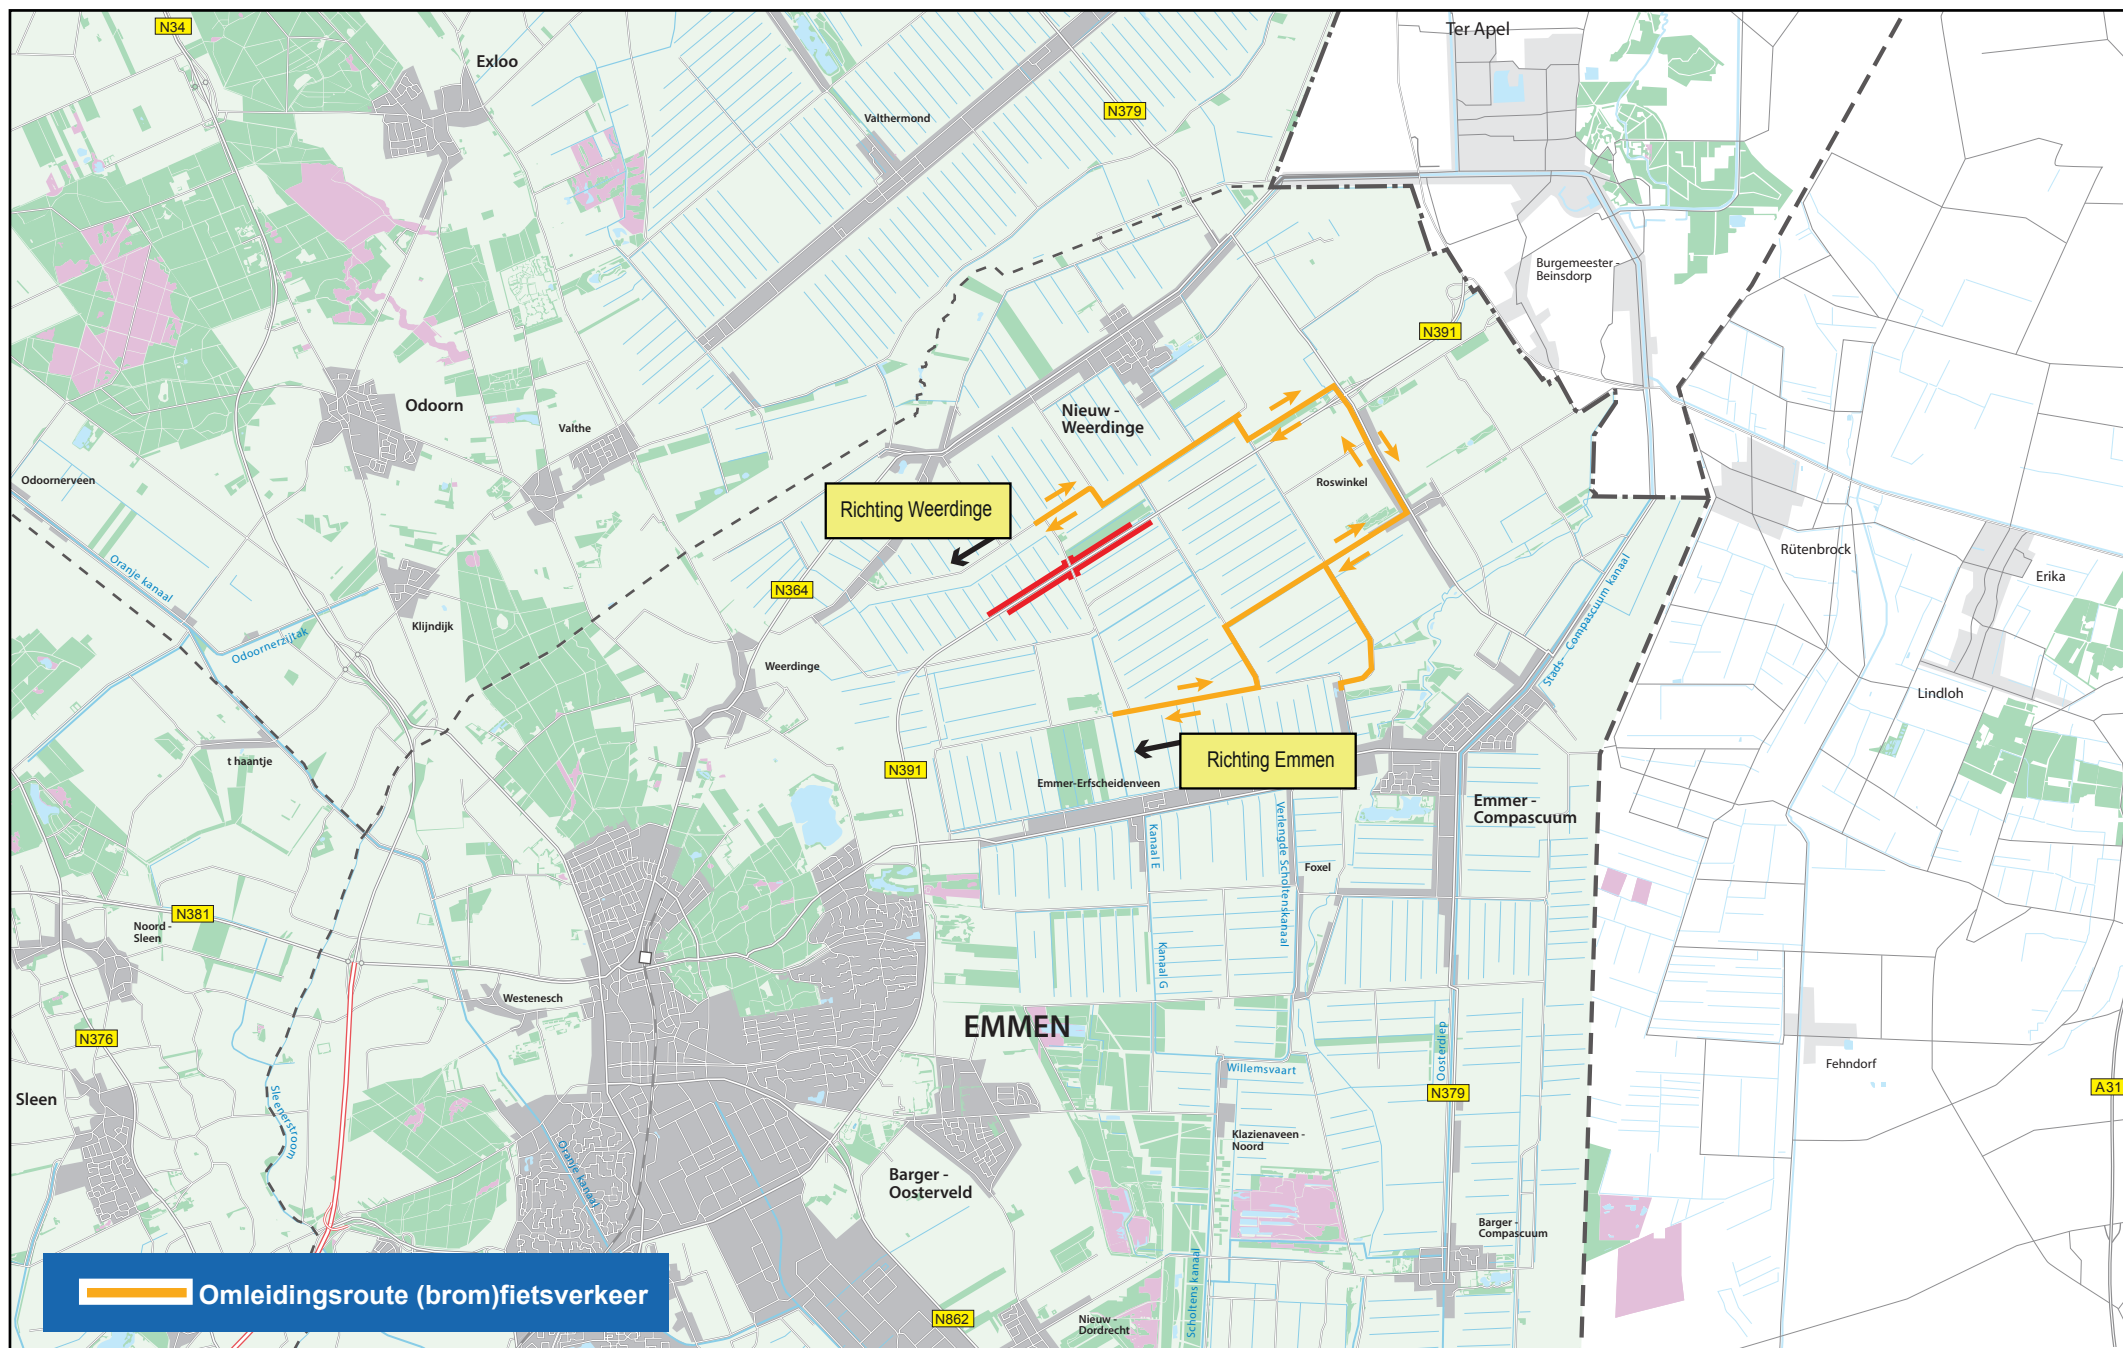 N34
Exloo
Ter Apel
N379
Valthermond
Burgemeester -
Beinsdorp
N391
Odoorn
Nieuw -
Weerdinge
Valthe
Odoornerveen
Roswinkel
Richting Weerdinge
Rütenbrock
Oranje kanaal
Erika
N364
Klijndijk
Odoornerzijtak
Stads - Compascuum kanaal
Weerdinge
Lindloh
t haantje
Richting Emmen
N391
Emmer-Erfscheidenveen
Emmer -
Compascuum
Kanaal E
Verlengde Scholtenskanaal
Foxel
N381
Noord -
Sleen
Kanaal G
Westenesch
EMMEN
N376
Oosterdiep
Willemsvaart
Fehndorf
Sleen
Sleenerstroom
N379
A31
Klazienaveen -
Noord
Oranje kanaal
Barger -
Oosterveld
Barger -
Compascuum
Scholtens kanaal
Omleidingsroute (brom)fietsverkeer
N862
Nieuw -
Dordrecht